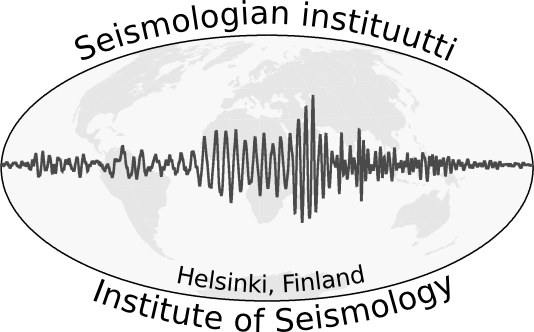 Seismologian instituutti
Helsinki, Finland
Institute of Seismology